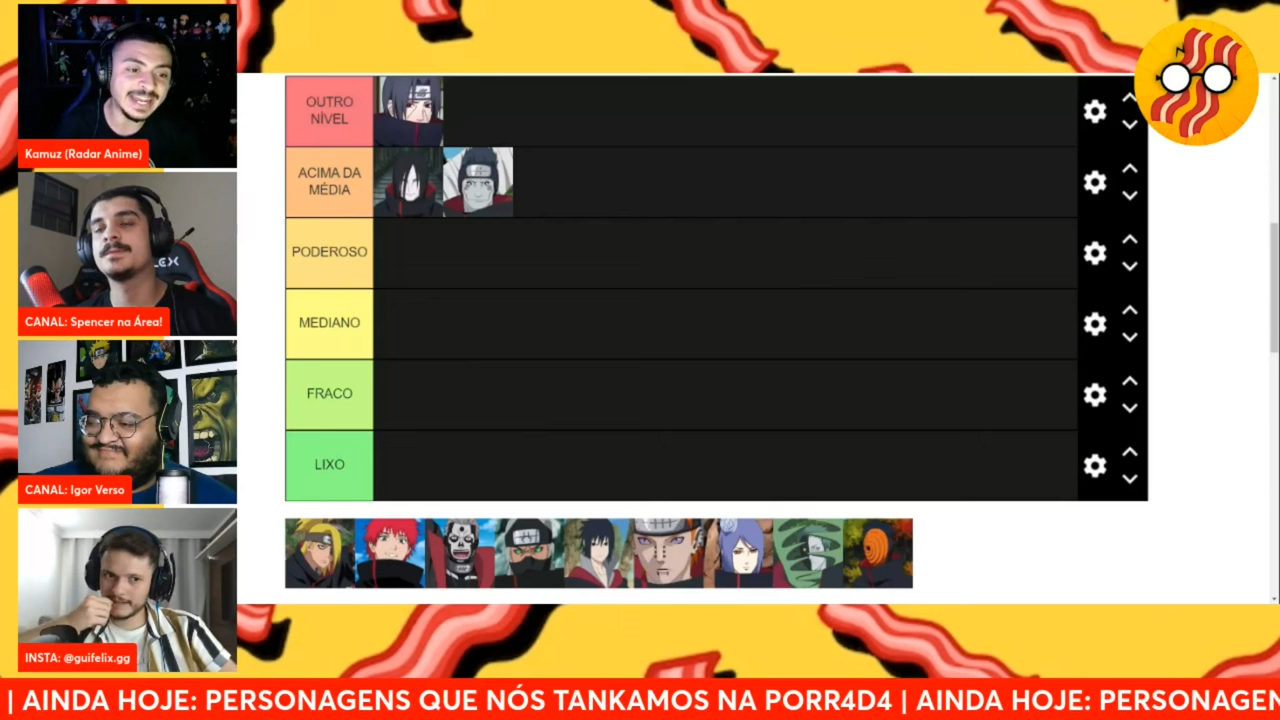 Kamuz (Radar Anime)
CANAL: Spencer na Área!
CANAL: Igor Verso
INSTA: @guifelix.gg
OUTRO
NÍVEL
ACIMA DA
MÉDIA
PODEROSO
MEDIANO
FRACO
LIXO
| AINDA HOJE: PERSONAGENS QUE NÓS TANKAMOS NA PORR4D4 | AINDA HOJE: PERSONAGEN